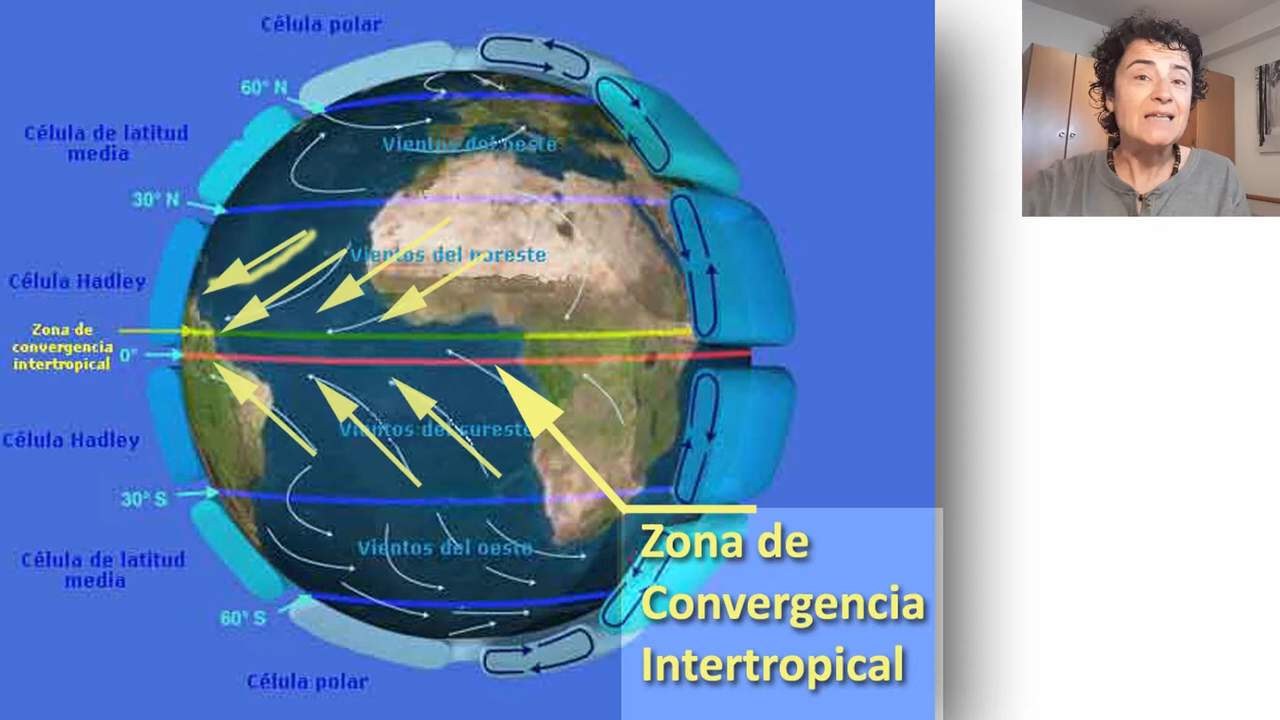 Célula polar
60° N
Célula de latitud
media
Vientos del oeste
30° N
Vientos del noreste
Célula Hadley
Zona de
convergencia
intertropical
0°
Vientos del sureste
Célula Hadley
30° S
Vientos del oeste
Célula de latitud
media
60° S
Célula polar
Zona de
Convergencia
Intertropical